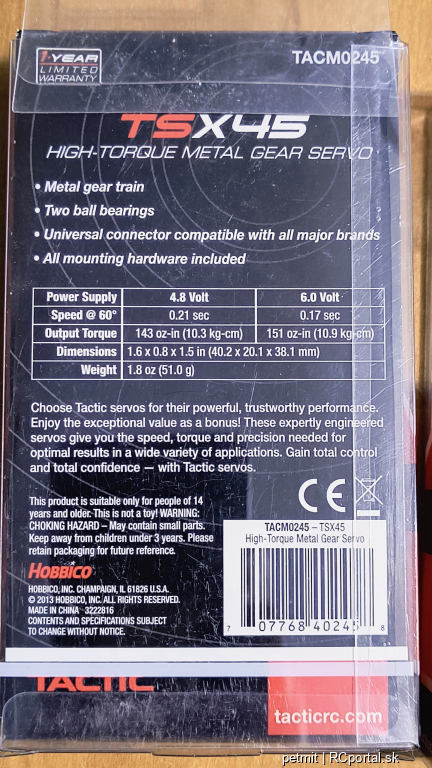 1-YEAR
LIMITED
WARRANTY
TACM0245
TSX45
HIGH-TORQUE METAL GEAR SERVO
• Metal gear train
• Two ball bearings
• Universal connector compatible with all major brands
• All mounting hardware included
Power Supply 4.8 Volt 6.0 Volt
Speed @ 60° 0.21 sec 0.17 sec
Output Torque 143 oz-in (10.3 kg-cm) 151 oz-in (10.9 kg-cm)
Dimensions 1.6 x 0.8 x 1.5 in (40.2 x 20.1 x 38.1 mm)
Weight 1.8 oz (51.0 g)
Choose Tactic servos for their powerful, trustworthy performance.
Enjoy the exceptional value as a bonus! These expertly engineered
servos give you the speed, torque and precision needed for
optimal results in a wide variety of applications. Gain total control
and total confidence — with Tactic servos.
This product is suitable only for people of 14
years and older. This is not a toy! WARNING:
CHOKING HAZARD – May contain small parts.
Keep away from children under 3 years. Please
retain packaging for future reference.
CE
HOBBICO
HOBBICO, INC. CHAMPAIGN, IL 61826 U.S.A.
© 2013 HOBBICO, INC. ALL RIGHTS RESERVED.
MADE IN CHINA 3222816
CONTENTS AND SPECIFICATIONS SUBJECT
TO CHANGE WITHOUT NOTICE.
TACM0245 – TSX45
High-Torque Metal Gear Servo
7 07768 40245 8
TACTIC
tacticrc.com
petmit | RCportal.sk